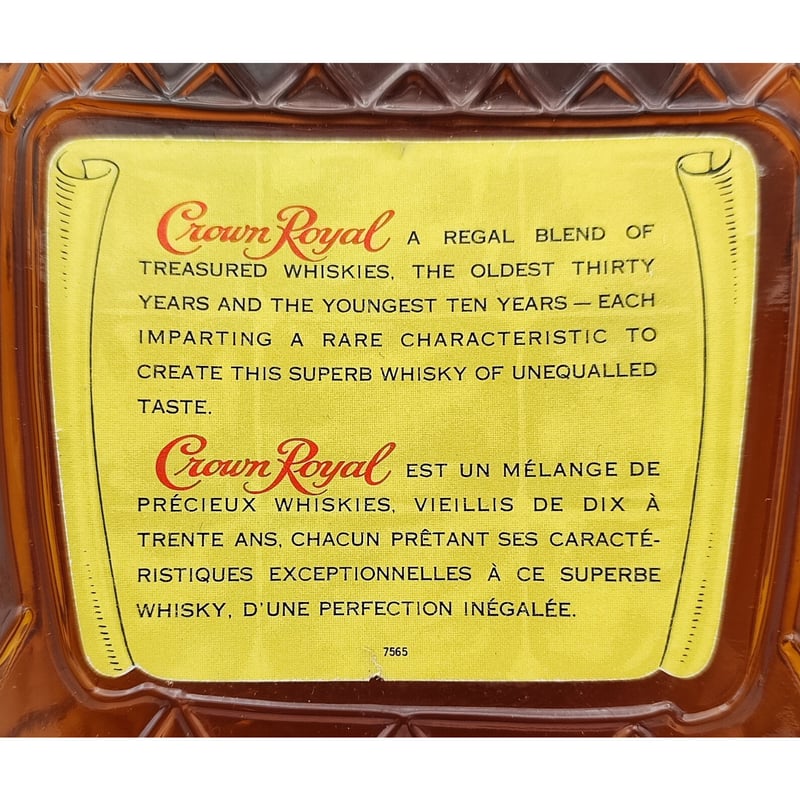 Crown Royal A REGAL BLEND OF
TREASURED WHISKIES, THE OLDEST THIRTY
YEARS AND THE YOUNGEST TEN YEARS — EACH
IMPARTING A RARE CHARACTERISTIC TO
CREATE THIS SUPERB WHISKY OF UNEQUALLED
TASTE.
Crown Royal EST UN MÉLANGE DE
PRÉCIEUX WHISKIES, VIEILLIS DE DIX À
TRENTE ANS, CHACUN PRÊTANT SES CARACTÉ-
RISTIQUES EXCEPTIONNELLES À CE SUPERBE
WHISKY, D'UNE PERFECTION INÉGALÉE.
7565